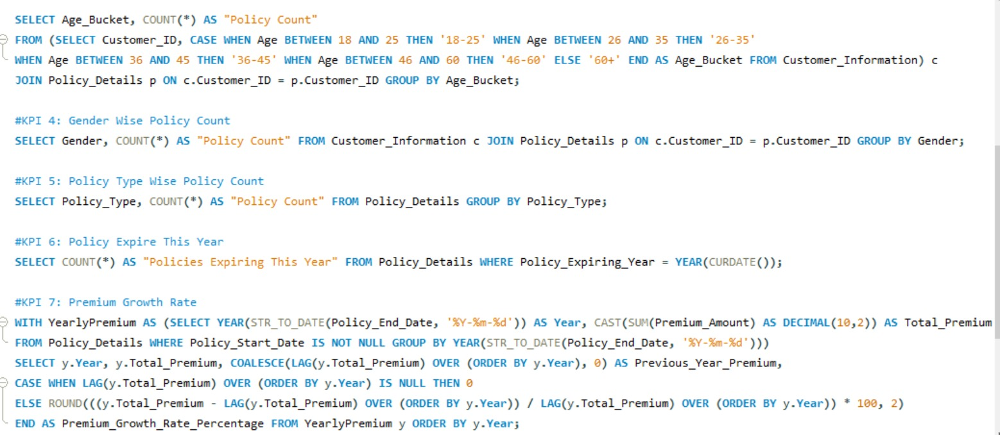 SELECT Age_Bucket, COUNT(*) AS "Policy Count"
FROM (SELECT Customer_ID, CASE WHEN Age BETWEEN 18 AND 25 THEN '18-25' WHEN Age BETWEEN 26 AND 35 THEN '26-35'
WHEN Age BETWEEN 36 AND 45 THEN '36-45' WHEN Age BETWEEN 46 AND 60 THEN '46-60' ELSE '60+' END AS Age_Bucket FROM Customer_Information) c
JOIN Policy_Details p ON c.Customer_ID = p.Customer_ID GROUP BY Age_Bucket;
#KPI 4: Gender Wise Policy Count
SELECT Gender, COUNT(*) AS "Policy Count" FROM Customer_Information c JOIN Policy_Details p ON c.Customer_ID = p.Customer_ID GROUP BY Gender;
#KPI 5: Policy Type Wise Policy Count
SELECT Policy_Type, COUNT(*) AS "Policy Count" FROM Policy_Details GROUP BY Policy_Type;
#KPI 6: Policy Expire This Year
SELECT COUNT(*) AS "Policies Expiring This Year" FROM Policy_Details WHERE Policy_Expiring_Year = YEAR(CURDATE());
#KPI 7: Premium Growth Rate
WITH YearlyPremium AS (SELECT YEAR(STR_TO_DATE(Policy_End_Date, '%Y-%m-%d')) AS Year, CAST(SUM(Premium_Amount) AS DECIMAL(10,2)) AS Total_Premium
FROM Policy_Details WHERE Policy_Start_Date IS NOT NULL GROUP BY YEAR(STR_TO_DATE(Policy_End_Date, '%Y-%m-%d')))
SELECT y.Year, y.Total_Premium, COALESCE(LAG(y.Total_Premium) OVER (ORDER BY y.Year), 0) AS Previous_Year_Premium,
CASE WHEN LAG(y.Total_Premium) OVER (ORDER BY y.Year) IS NULL THEN 0
ELSE ROUND(((y.Total_Premium - LAG(y.Total_Premium) OVER (ORDER BY y.Year)) / LAG(y.Total_Premium) OVER (ORDER BY y.Year)) * 100, 2)
END AS Premium_Growth_Rate_Percentage FROM YearlyPremium y ORDER BY y.Year;